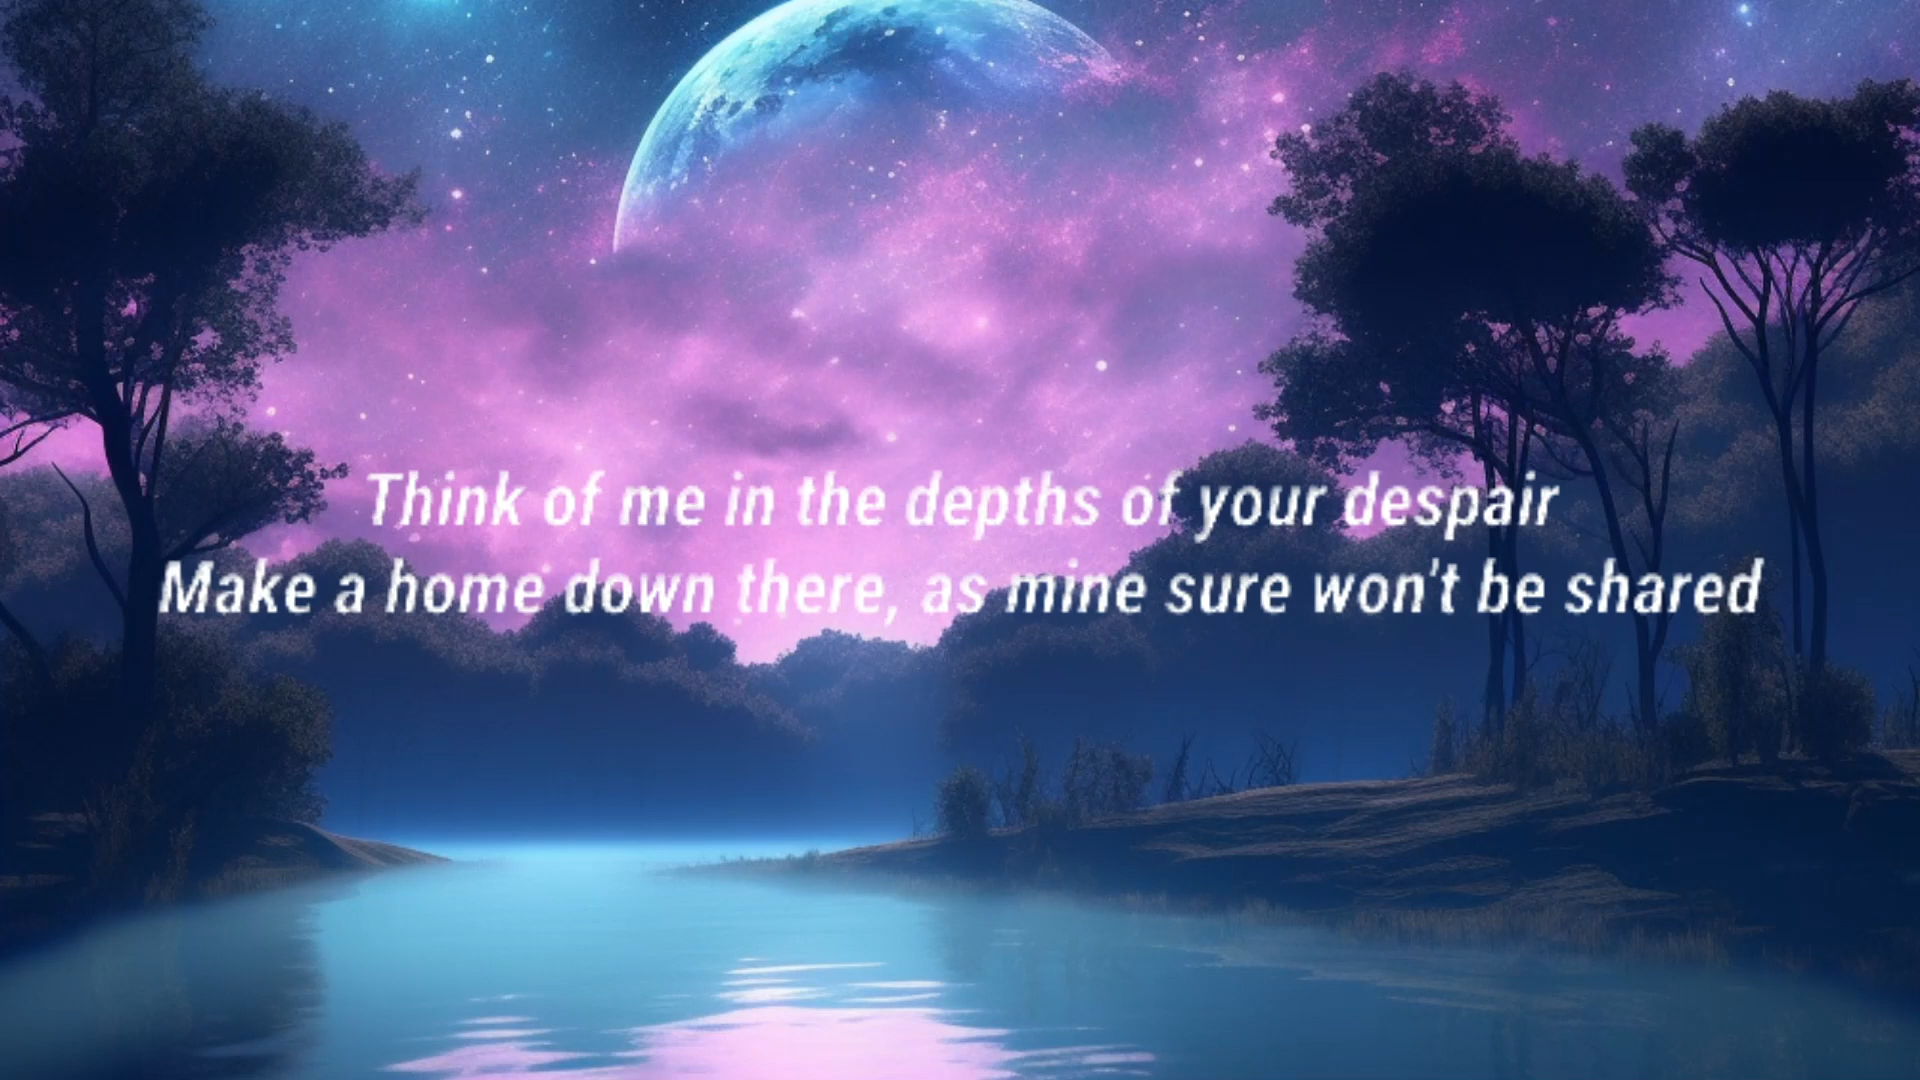 Think of me in the depths of your despair
Make a home down there, as mine sure won't be shared